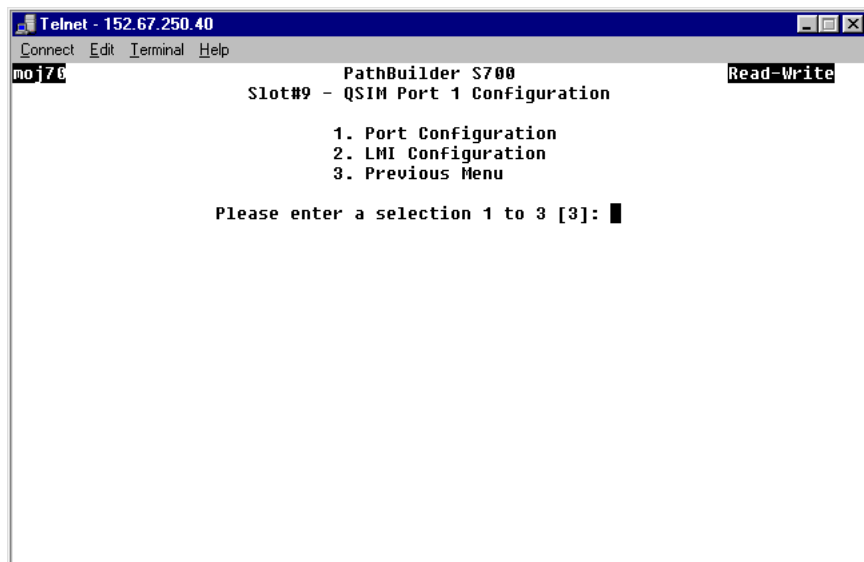 Telnet - 152.67.250.40
Connect Edit Terminal Help
moj70 PathBuilder S700 Read-Write
Slot#9 - QSIM Port 1 Configuration
1. Port Configuration
2. LMI Configuration
3. Previous Menu
Please enter a selection 1 to 3 [3]: